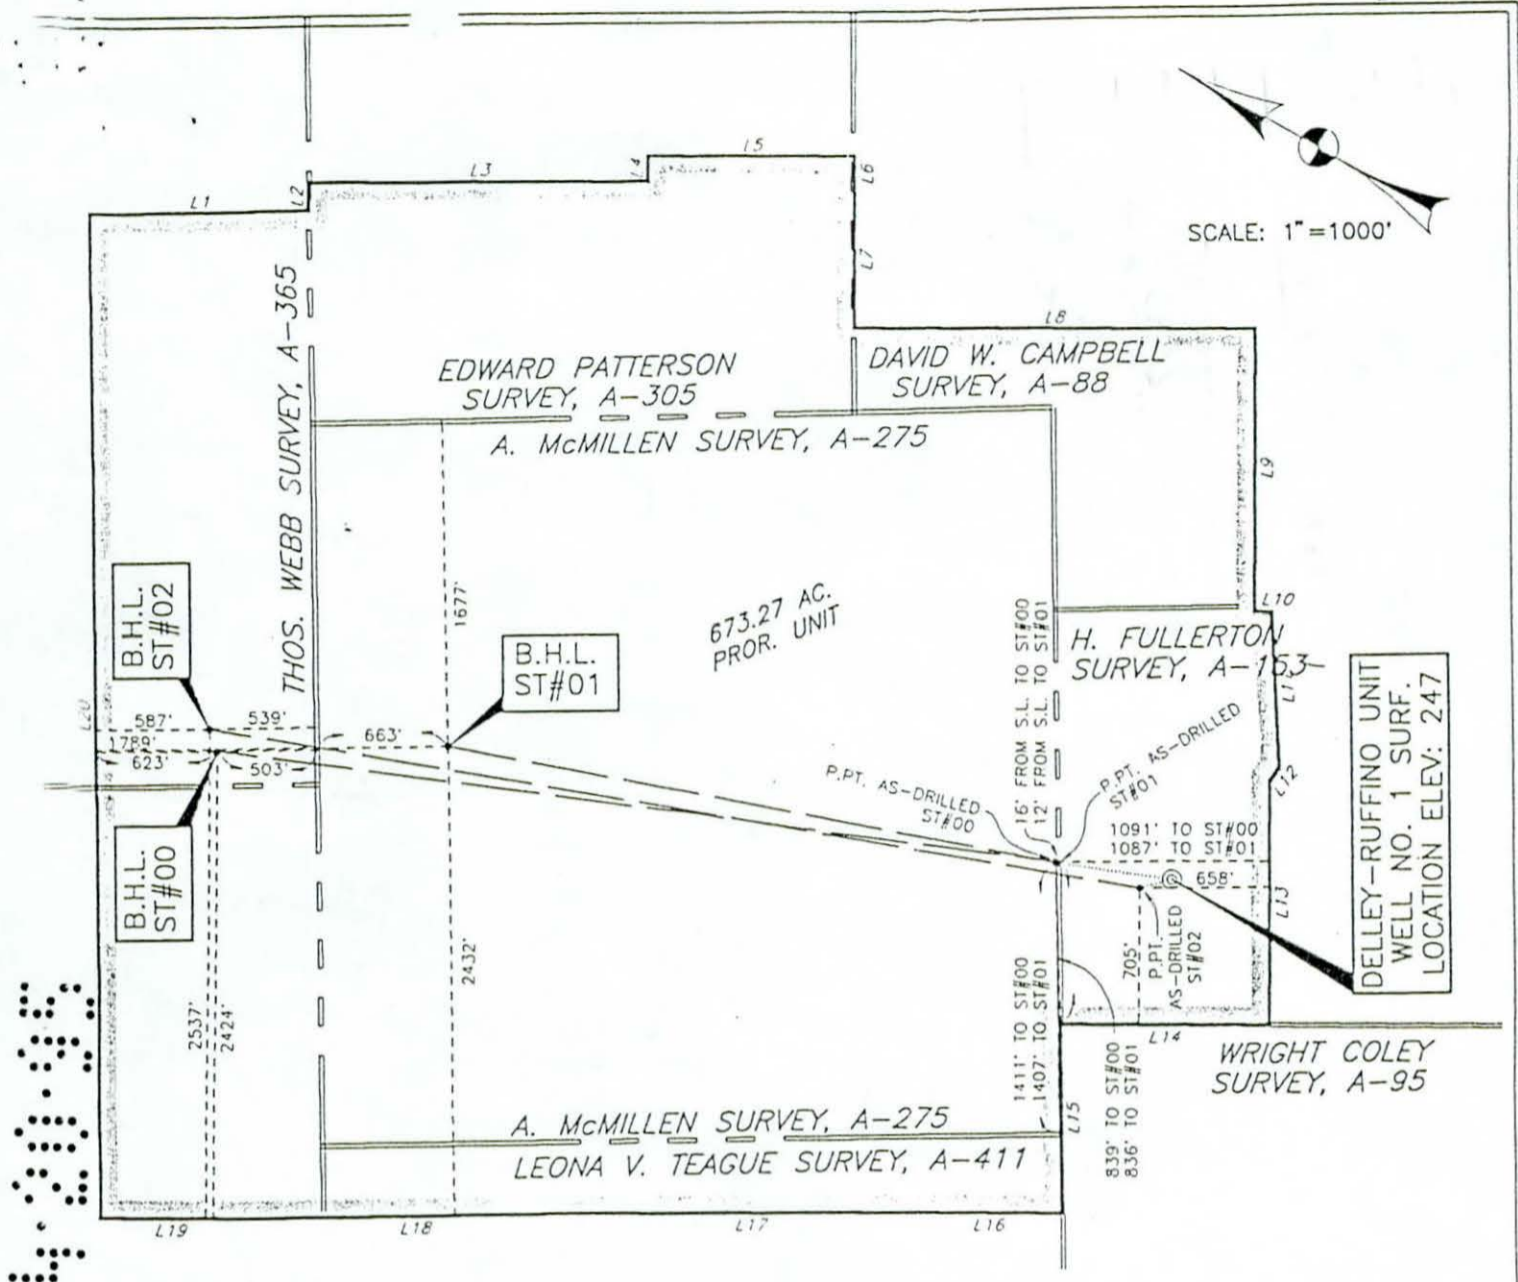 L1
L2
L3
L4
L5
L6
L7
SCALE: 1"=1000'
L8
THOS. WEBB SURVEY, A-365
EDWARD PATTERSON
SURVEY, A-305
DAVID W. CAMPBELL
SURVEY, A-88
A. McMILLEN SURVEY, A-275
L9
B.H.L.
ST#02
1677'
673.27 AC.
PROR. UNIT
L10
H. FULLERTON
SURVEY, A-153
L11
B.H.L.
ST#01
16' FROM S.L. TO ST#00
12' FROM S.L. TO ST#01
L20
587'
539'
663'
1789'
623'
503'
P.PT. AS-DRILLED
ST#00
P.PT. AS-DRILLED
ST#01
L12
1091' TO ST#00
1087' TO ST#01
658'
L13
DELLEY-RUFFINO UNIT
WELL NO. 1 SURF.
LOCATION ELEV: 247
B.H.L.
ST#00
2537'
2424'
2432'
705'
P.PT.
AS-DRILLED
ST#02
1411' TO ST#00
1407' TO ST#01
L14
WRIGHT COLEY
SURVEY, A-95
L15
839' TO ST#00
836' TO ST#01
A. McMILLEN SURVEY, A-275
LEONA V. TEAGUE SURVEY, A-411
L19
L18
L17
L16